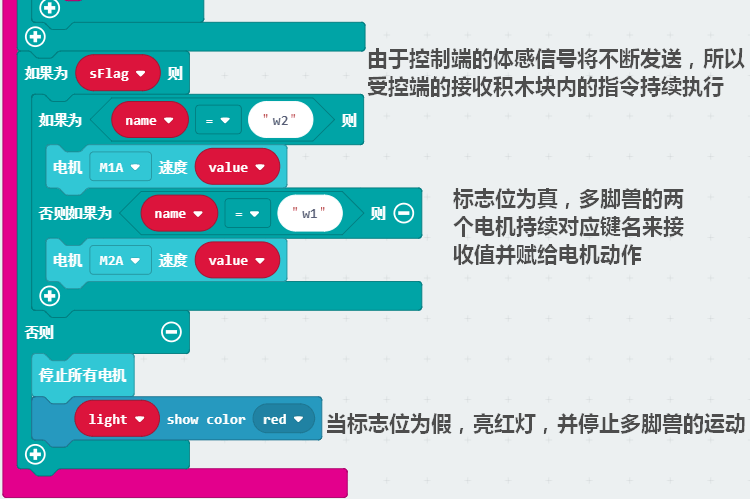 如果为 sFlag 则
由于控制端的体感信号将不断发送，所以
受控端的接收积木块内的指令持续执行
如果为 name = "w2" 则
电机 M1A 速度 value
标志位为真，多脚兽的两
个电机持续对应键名来接
收值并赋给电机动作
否则如果为 name = "w1" 则
电机 M2A 速度 value
否则
停止所有电机
light show color red
当标志位为假，亮红灯，并停止多脚兽的运动